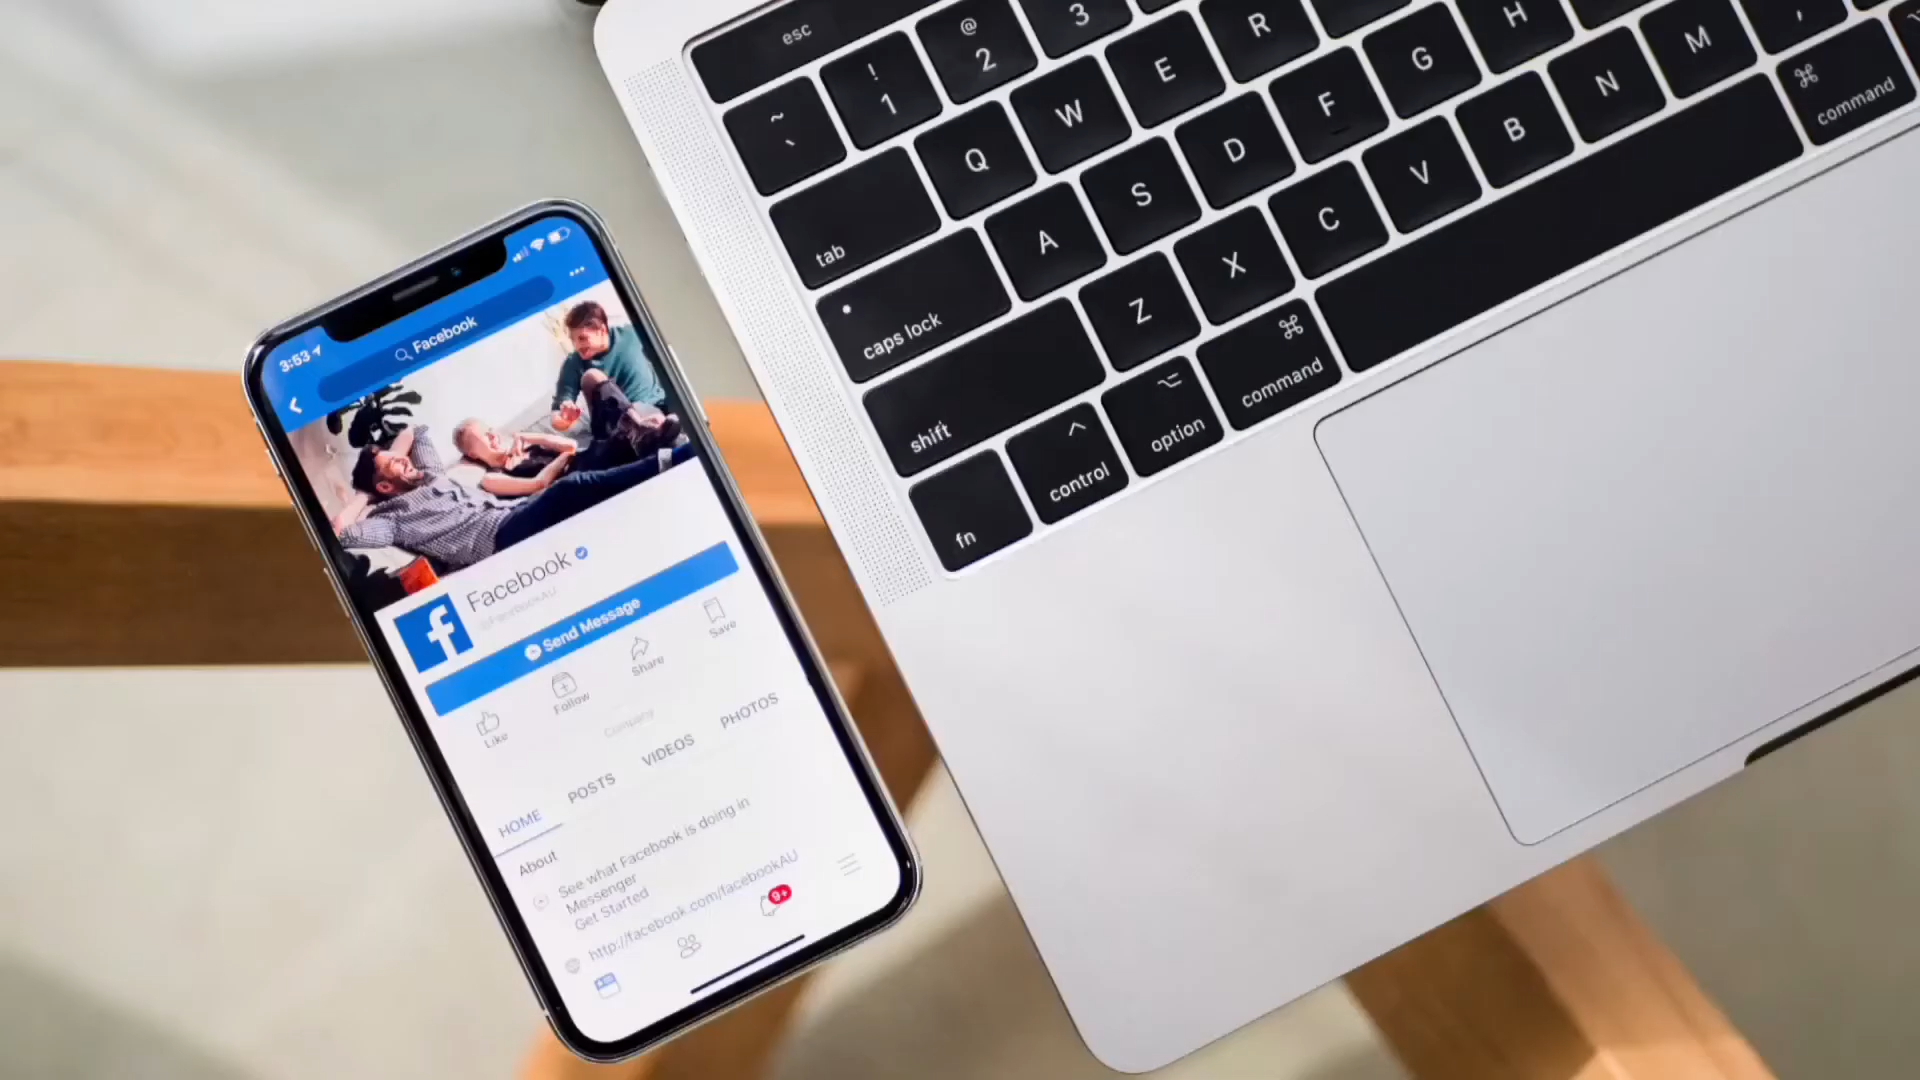 3:53
Facebook
Facebook
@FacebookAU
Send Message
Like
Follow
Share
Save
Company
HOME
POSTS
VIDEOS
PHOTOS
About
See what Facebook is doing in
Messenger
Get Started
http://facebook.com/facebookAU
9+
esc
~ `
! 1
@ 2
3
tab
Q
W
E
R
caps lock
A
S
D
F
G
H
shift
Z
X
C
V
B
N
M
,
fn
^ control
⌥ option
⌘ command
⌘ command